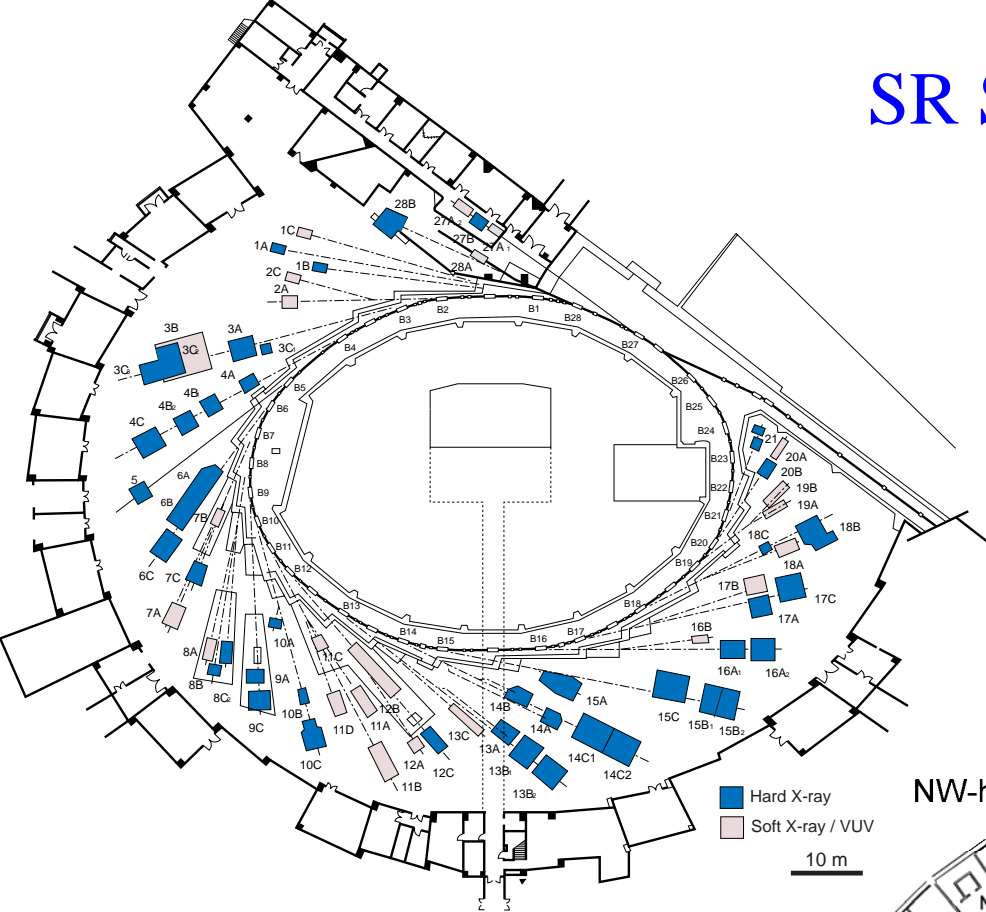 SR S
28B
27A₂
27B
27A₁
28A
1C
1A
1B
2C
2A
3B
3A
3C₂
3C₁
3C₃
4A
4B₁
4B₂
4C
5
6A
6B
6C
7B
7C
7A
8A
8B
8C₂
9A
9C
10A
10B
10C
11C
11D
11A
11B
12B
12A
12C
13C
13A
13B₁
13B₂
14B
14A
14C1
14C2
15A
15C
15B₁
15B₂
16B
16A₁
16A₂
17B
17A
17C
18C
18A
18B
19B
19A
20A
20B
21
B1
B2
B3
B4
B5
B6
B7
B8
B9
B10
B11
B12
B13
B14
B15
B16
B17
B18
B19
B20
B21
B22
B23
B24
B25
B26
B27
B28
Hard X-ray
Soft X-ray / VUV
10 m
NW-h